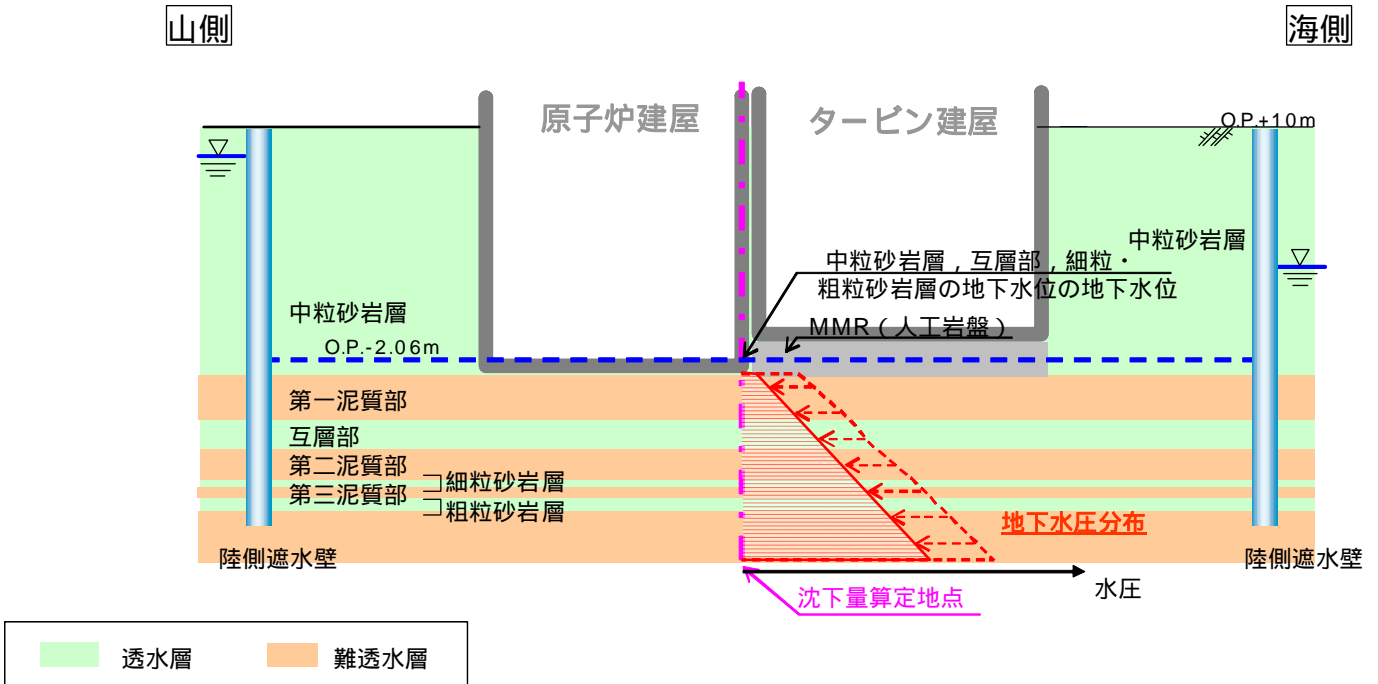 山側
海側
原子炉建屋
タービン建屋
O.P.+10m
中粒砂岩層
中粒砂岩層,互層部,細粒・
粗粒砂岩層の地下水位の地下水位
MMR(人工岩盤)
中粒砂岩層
O.P.-2.06m
第一泥質部
互層部
第二泥質部
細粒砂岩層
第三泥質部
粗粒砂岩層
地下水圧分布
陸側遮水壁
陸側遮水壁
水圧
沈下量算定地点
透水層
難透水層